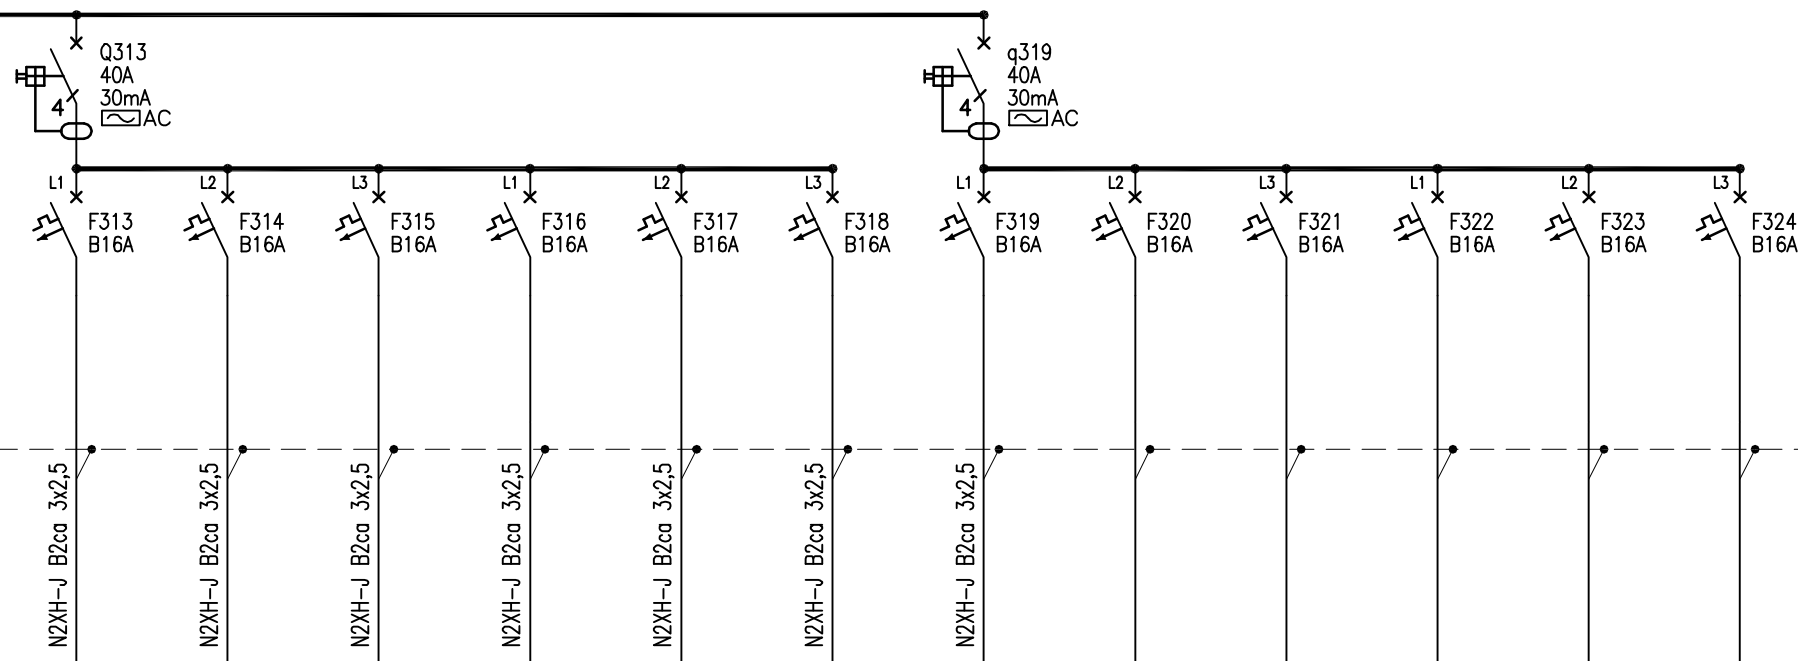 Q313
40A
30mA
AC
4
q319
40A
30mA
AC
4
L1
L2
L3
L1
L2
L3
L1
L2
L3
L1
L2
L3
F313
B16A
F314
B16A
F315
B16A
F316
B16A
F317
B16A
F318
B16A
F319
B16A
F320
B16A
F321
B16A
F322
B16A
F323
B16A
F324
B16A
N2XH-J B2ca 3x2,5
N2XH-J B2ca 3x2,5
N2XH-J B2ca 3x2,5
N2XH-J B2ca 3x2,5
N2XH-J B2ca 3x2,5
N2XH-J B2ca 3x2,5
N2XH-J B2ca 3x2,5